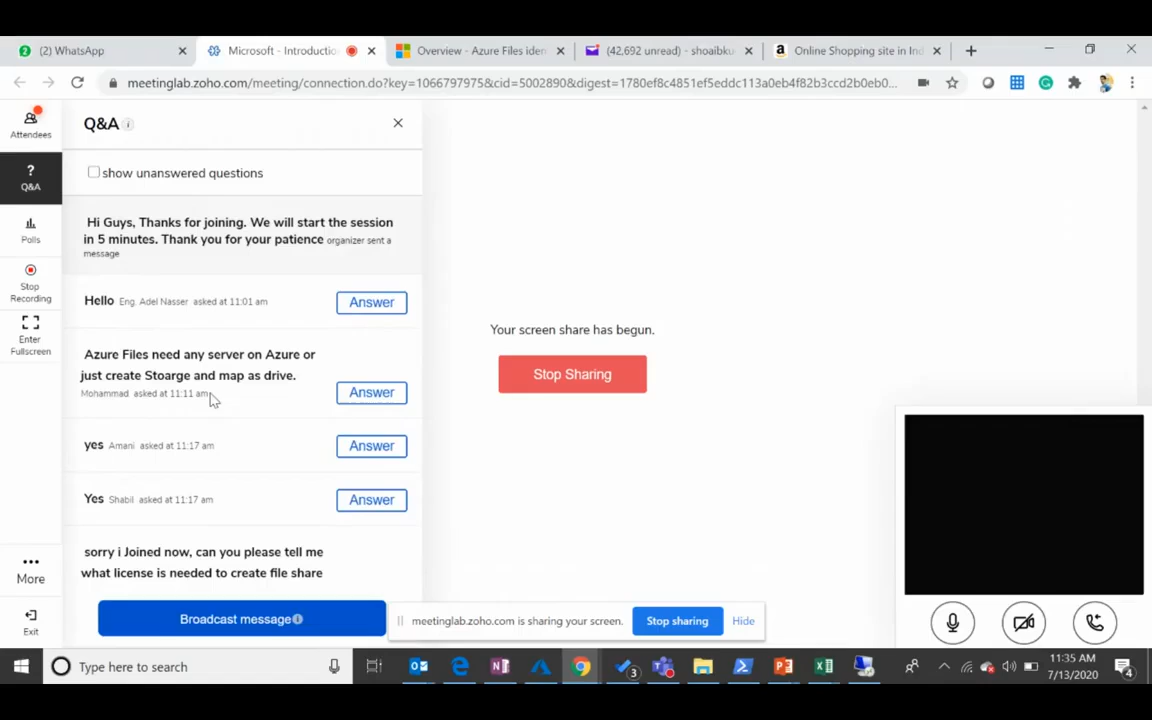 (2) WhatsApp
Microsoft - Introductio
Overview - Azure Files iden
(42,692 unread) - shoaibku
Online Shopping site in Ind
meetinglab.zoho.com/meeting/connection.do?key=1066797975&cid=5002890&digest=1780ef8c4851ef5eddc113a0eb4f82b3ccd2b0eb0...
Attendees
?
Q&A
Polls
Stop
Recording
Enter
Fullscreen
More
Exit
Q&A
show unanswered questions
Hi Guys, Thanks for joining. We will start the session
in 5 minutes. Thank you for your patience organizer sent a
message
Hello Eng. Adel Nasser asked at 11:01 am
Answer
Azure Files need any server on Azure or
just create Stoarge and map as drive.
Mohammad asked at 11:11 am
Answer
yes Amani asked at 11:17 am
Answer
Yes Shabil asked at 11:17 am
Answer
sorry i Joined now, can you please tell me
what license is needed to create file share
Broadcast message
Your screen share has begun.
Stop Sharing
meetinglab.zoho.com is sharing your screen.
Stop sharing
Hide
Type here to search
3
11:35 AM
7/13/2020
4